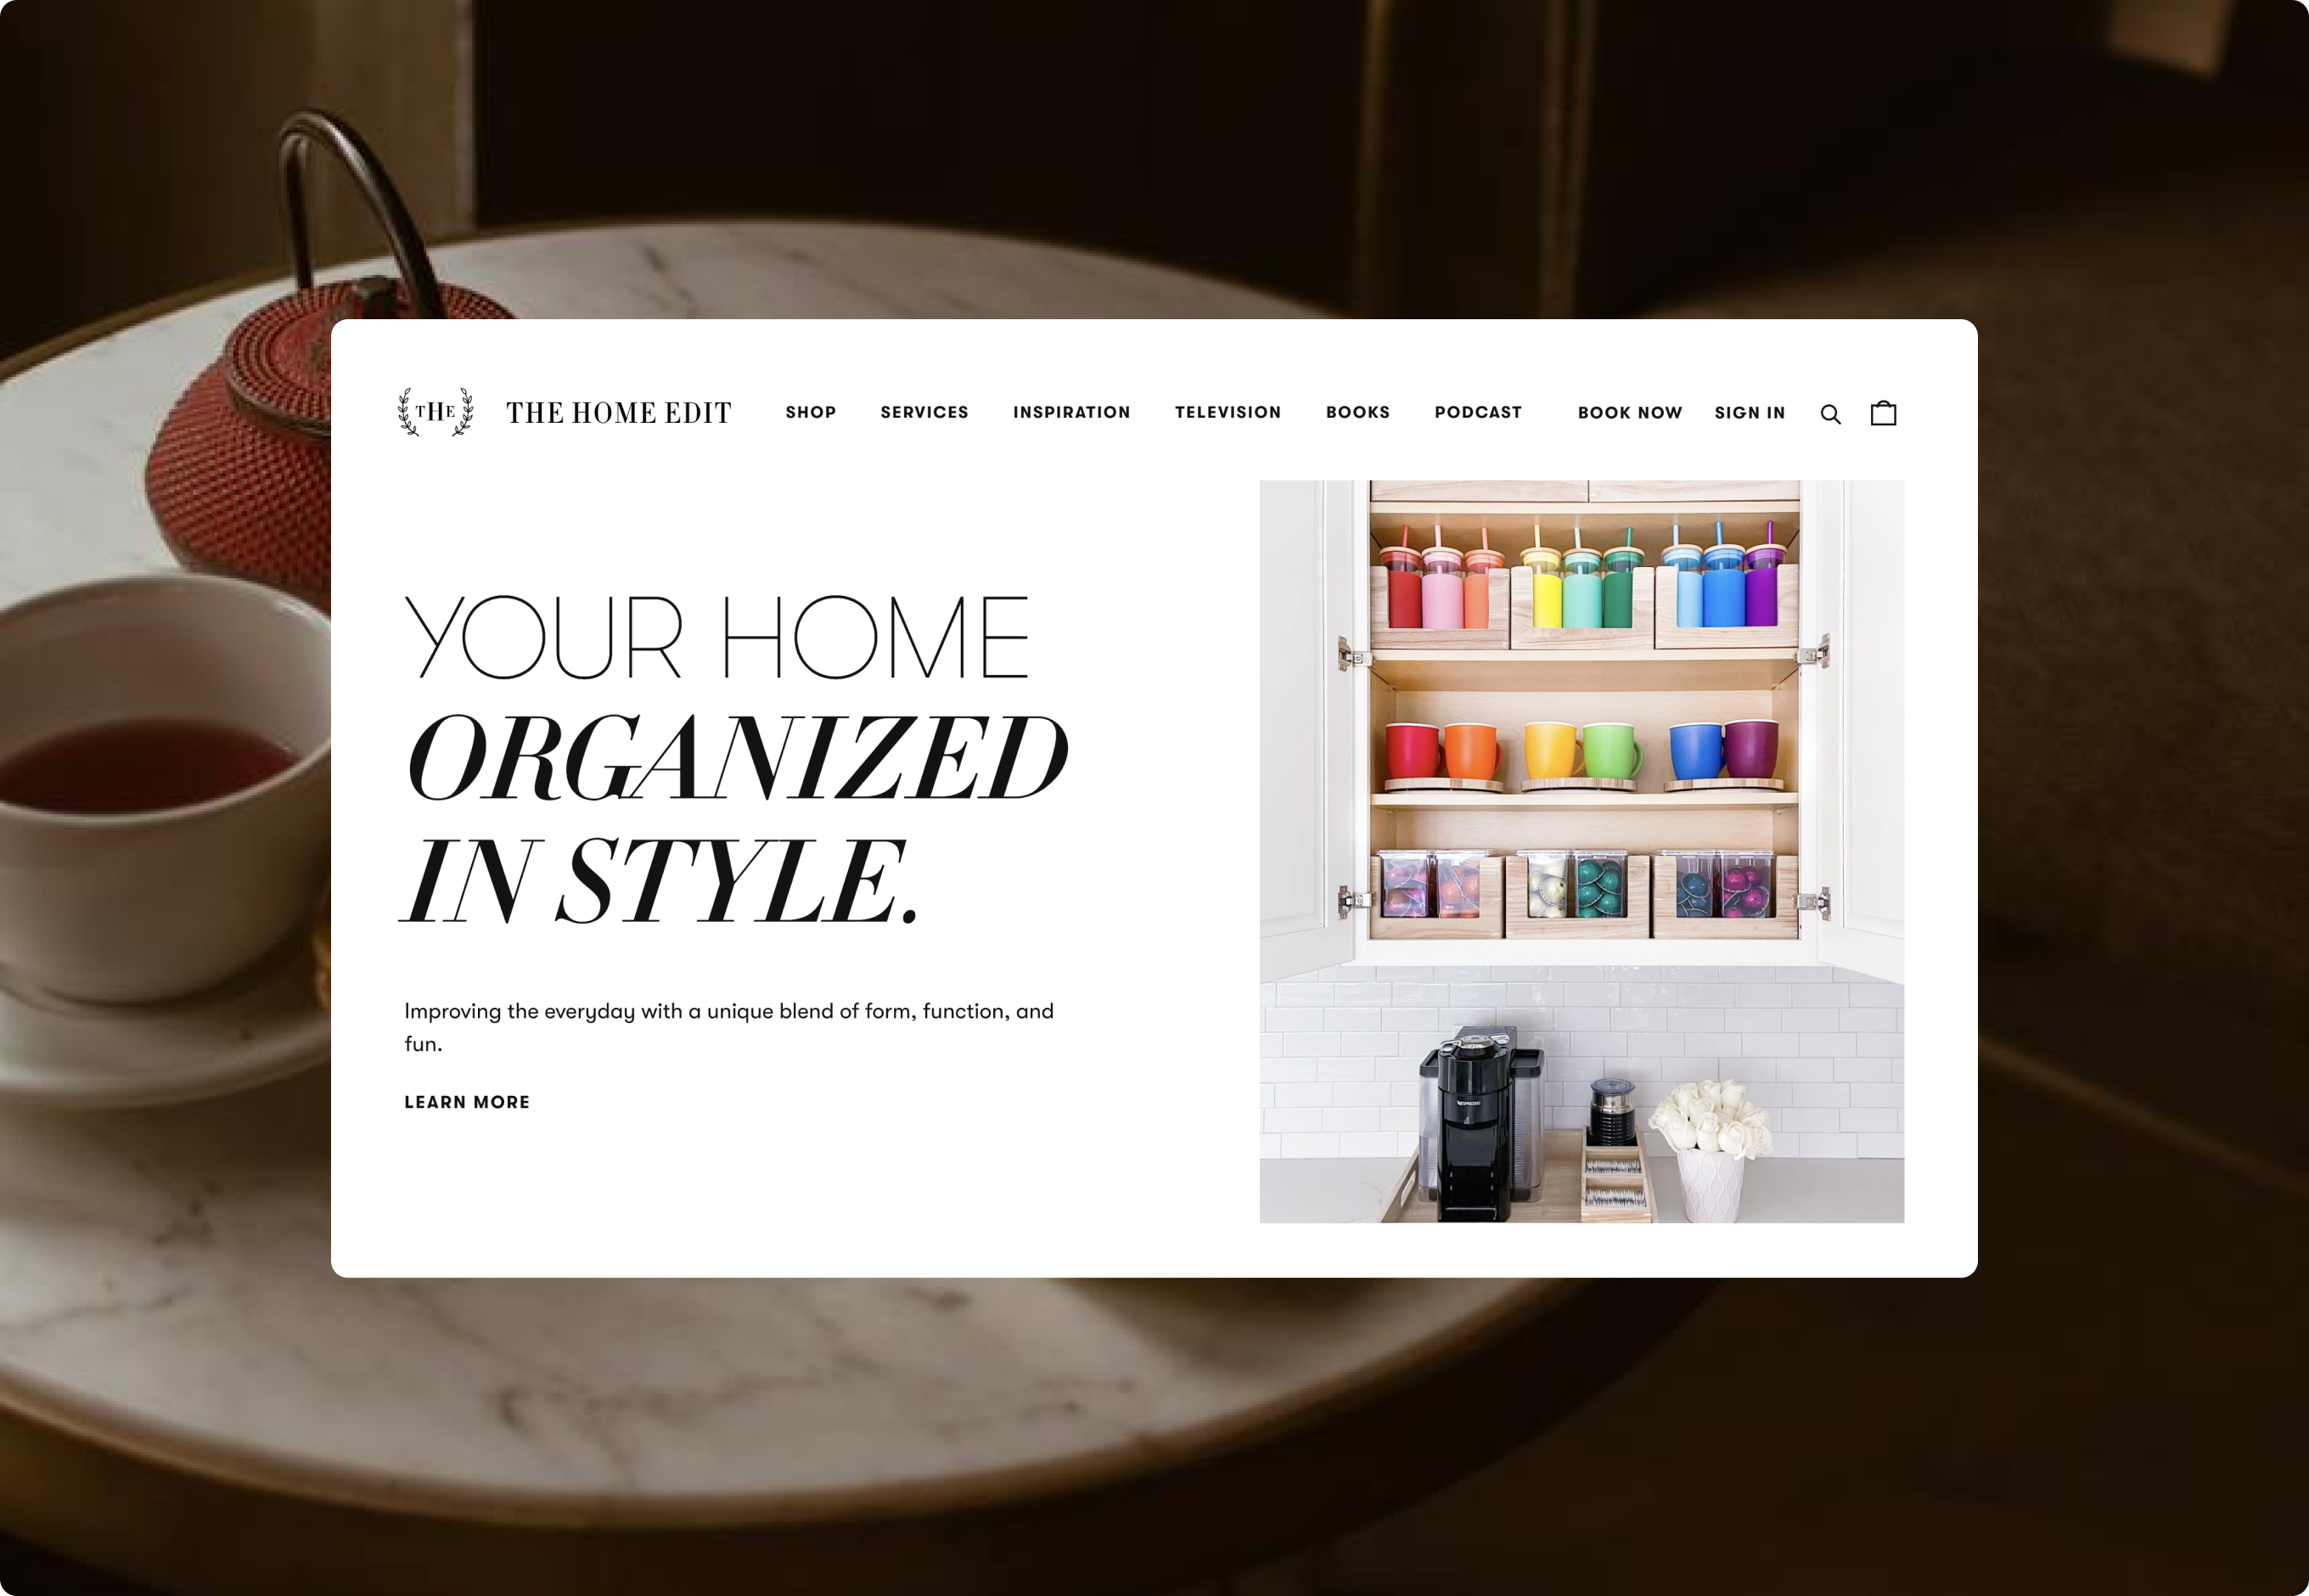 THE
THE HOME EDIT
SHOP
SERVICES
INSPIRATION
TELEVISION
BOOKS
PODCAST
BOOK NOW
SIGN IN
YOUR HOME
ORGANIZED
IN STYLE.
Improving the everyday with a unique blend of form, function, and
fun.
LEARN MORE
NESPRESSO